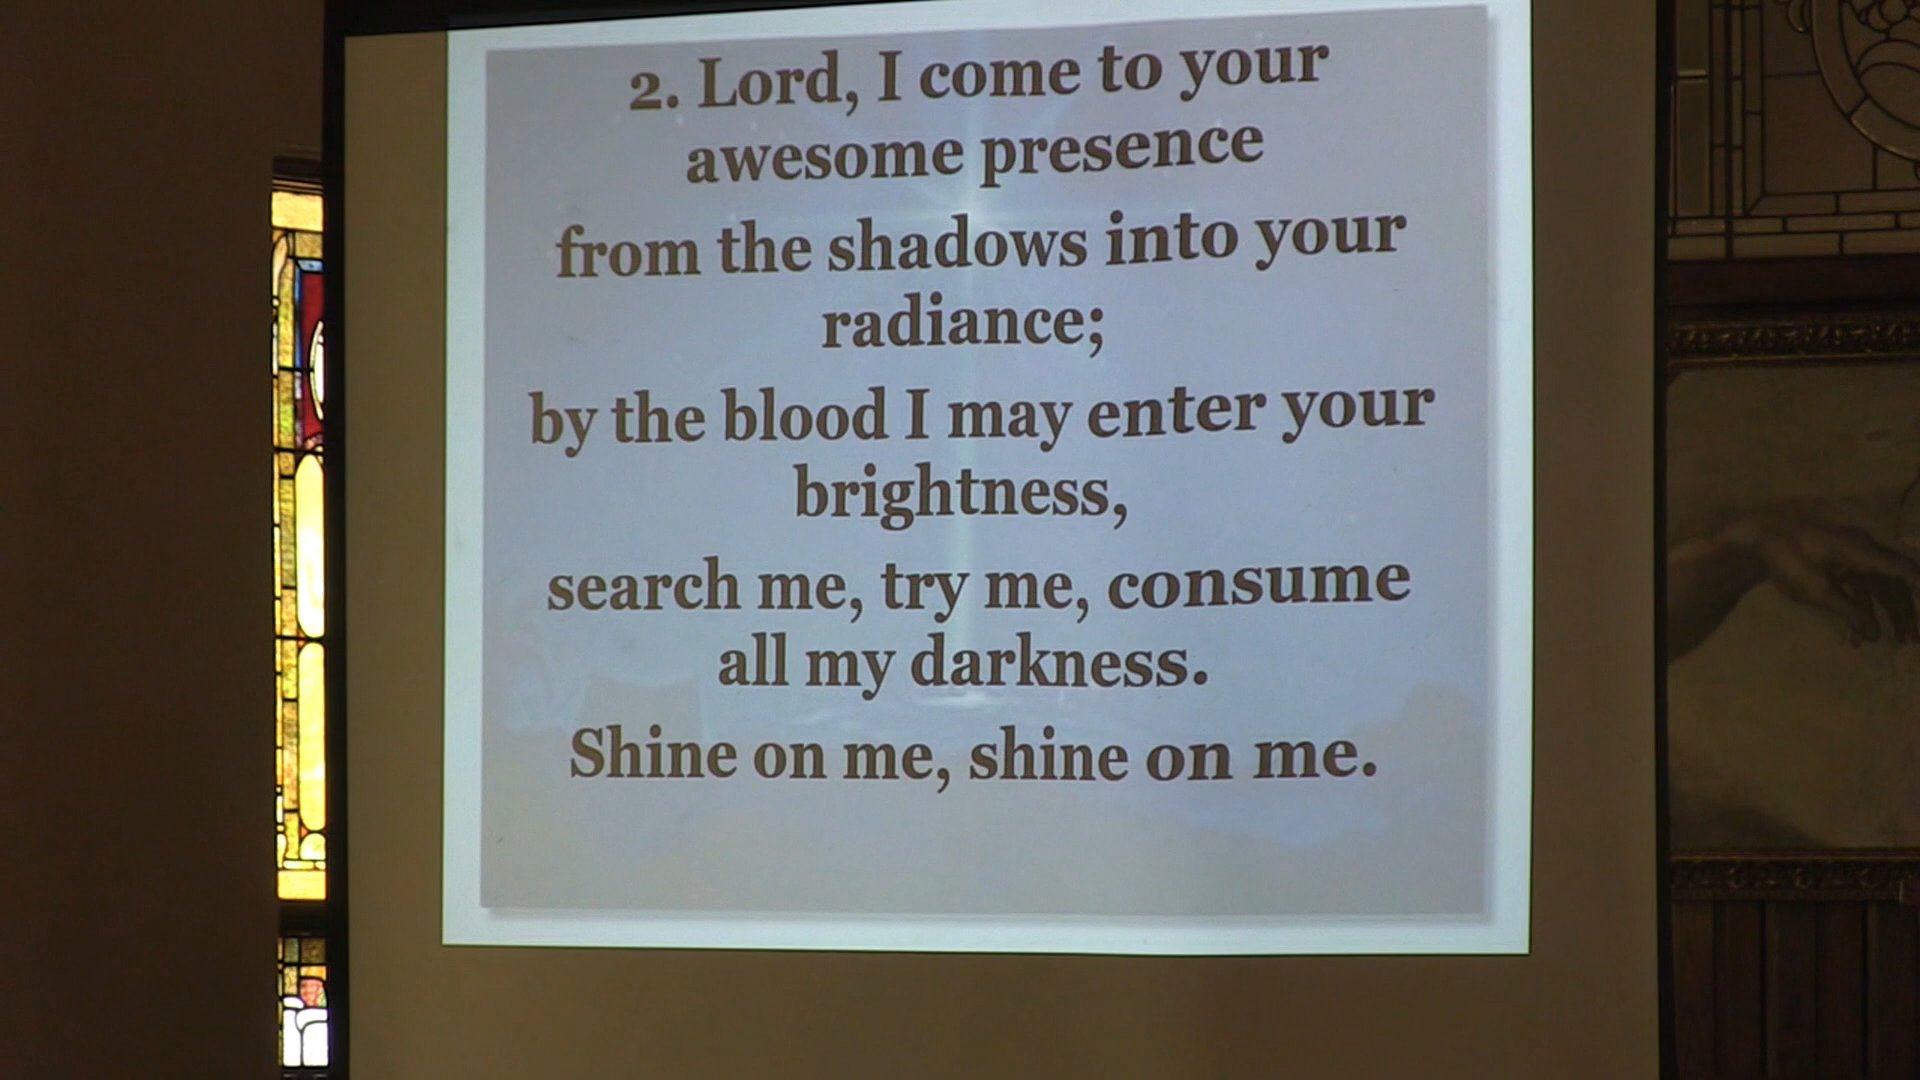 2. Lord, I come to your
awesome presence
from the shadows into your
radiance;
by the blood I may enter your
brightness,
search me, try me, consume
all my darkness.
Shine on me, shine on me.